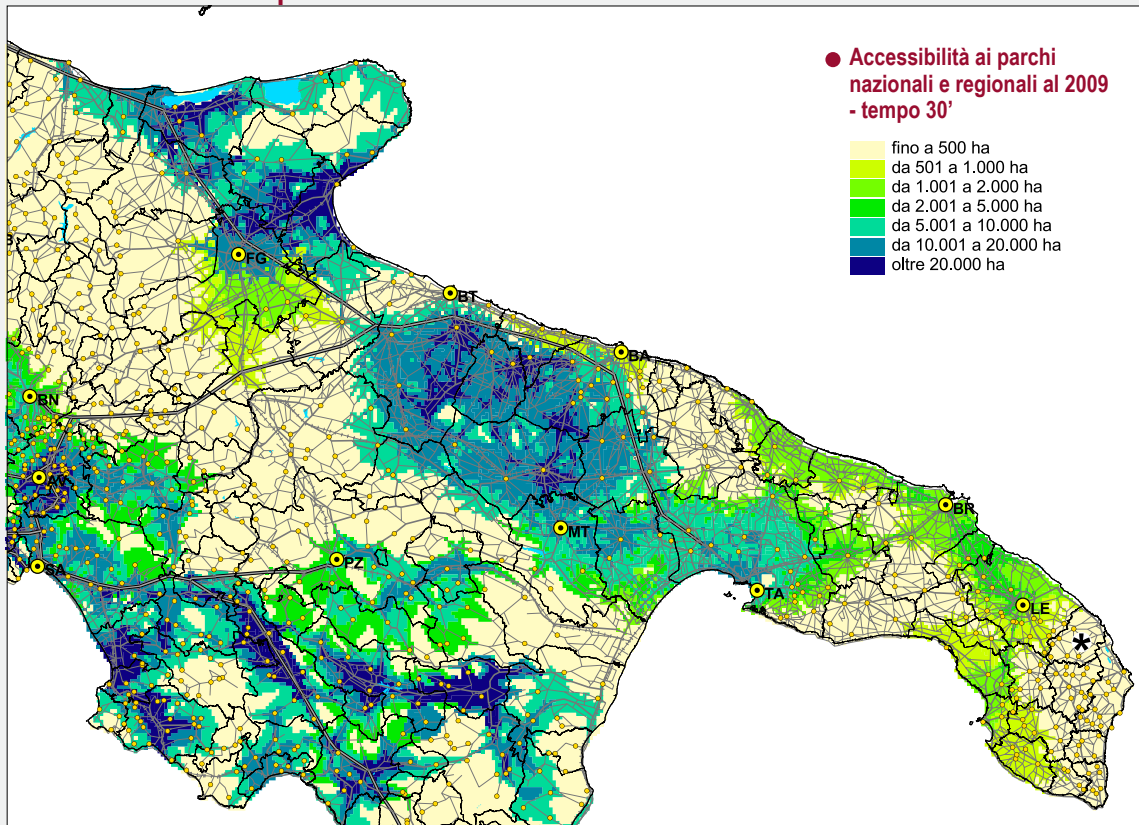 ● Accessibilità ai parchi
nazionali e regionali al 2009
- tempo 30’
fino a 500 ha
da 501 a 1.000 ha
da 1.001 a 2.000 ha
da 2.001 a 5.000 ha
da 5.001 a 10.000 ha
da 10.001 a 20.000 ha
oltre 20.000 ha
FG
BT
BA
BN
AV
BR
MT
PZ
SA
TA
LE
*